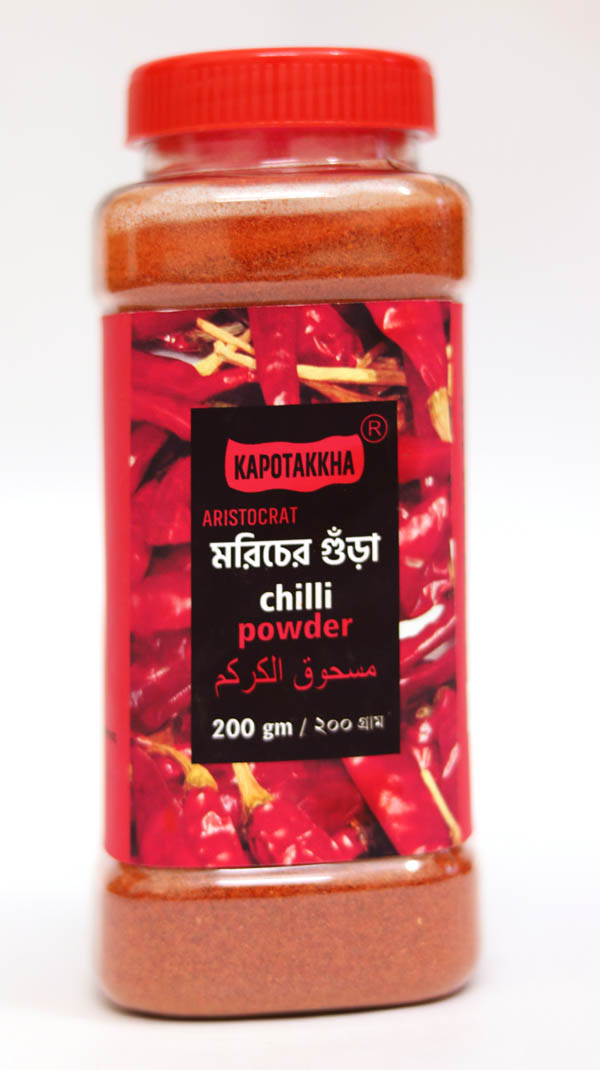 KAPOTAKKHA
®
ARISTOCRAT
মরিচের গুঁড়া
chilli
powder
مسحوق الكركم
200 gm / ২০০ গ্রাম